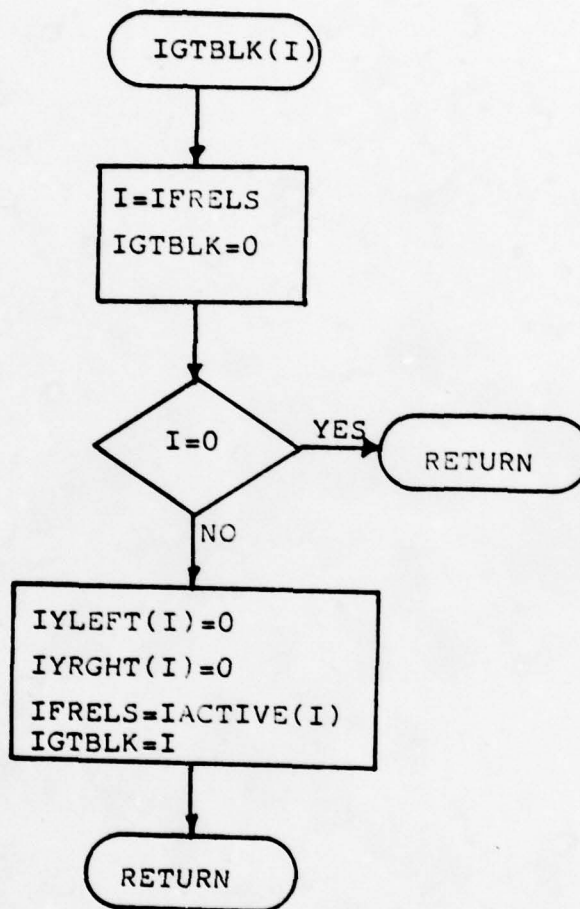 IGTBLK(I)
I=IFRELS
IGTBLK=0
I=0
YES
RETURN
NO
IYLEFT(I)=0
IYRGHT(I)=0
IFRELS=IACTIVE(I)
IGTBLK=I
RETURN